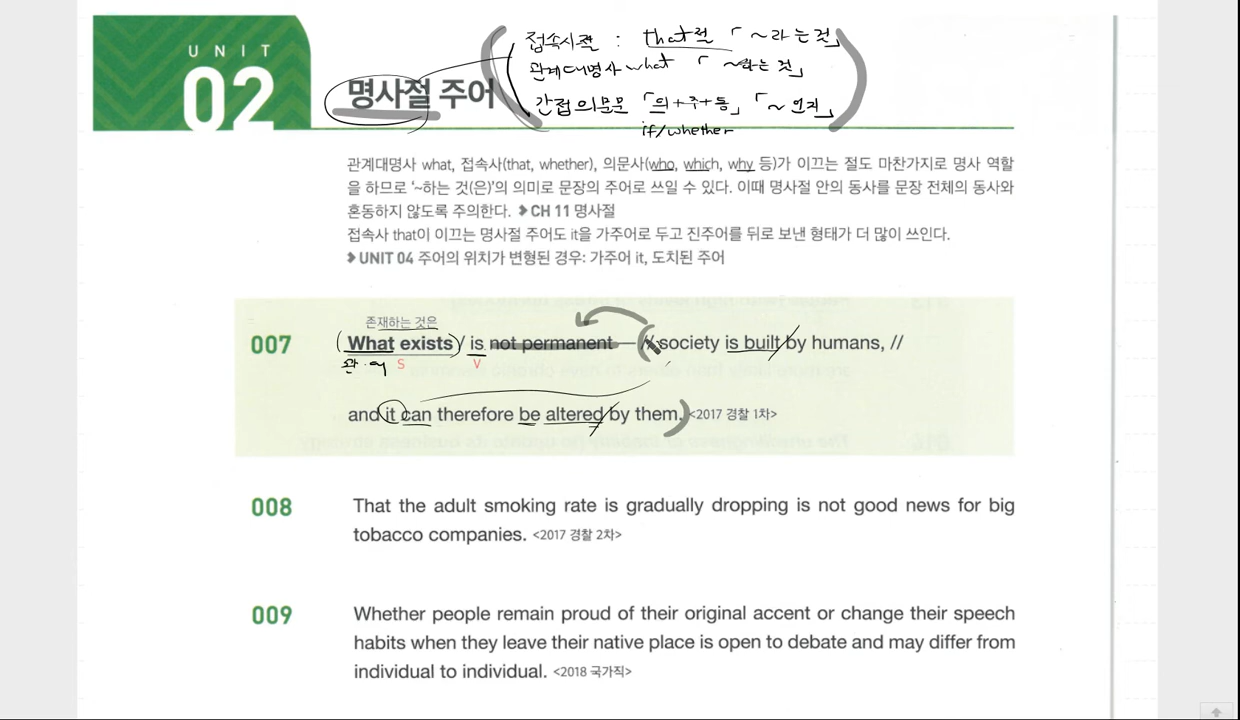 UNIT
02
명사절 주어
접속사절 : that절 「~라는 것」
관계대명사 what 「~라는 것」
간접의문문 「의+주+동」 「~인지」
if/whether
관계대명사 what, 접속사(that, whether), 의문사(who, which, why 등)가 이끄는 절도 마찬가지로 명사 역할
을 하므로 '~하는 것(은)'의 의미로 문장의 주어로 쓰일 수 있다. 이때 명사절 안의 동사를 문장 전체의 동사와
혼동하지 않도록 주의한다. ➤ CH 11 명사절
접속사 that이 이끄는 명사절 주어도 it을 가주어로 두고 진주어를 뒤로 보낸 형태가 더 많이 쓰인다.
➤ UNIT 04 주어의 위치가 변형된 경우: 가주어 it, 도치된 주어
존재하는 것은
007 What exists / is not permanent — // society is built by humans, //
S V
and it can therefore be altered by them. <2017 경찰 1차>
008 That the adult smoking rate is gradually dropping is not good news for big
tobacco companies. <2017 경찰 2차>
009 Whether people remain proud of their original accent or change their speech
habits when they leave their native place is open to debate and may differ from
individual to individual. <2018 국가직>